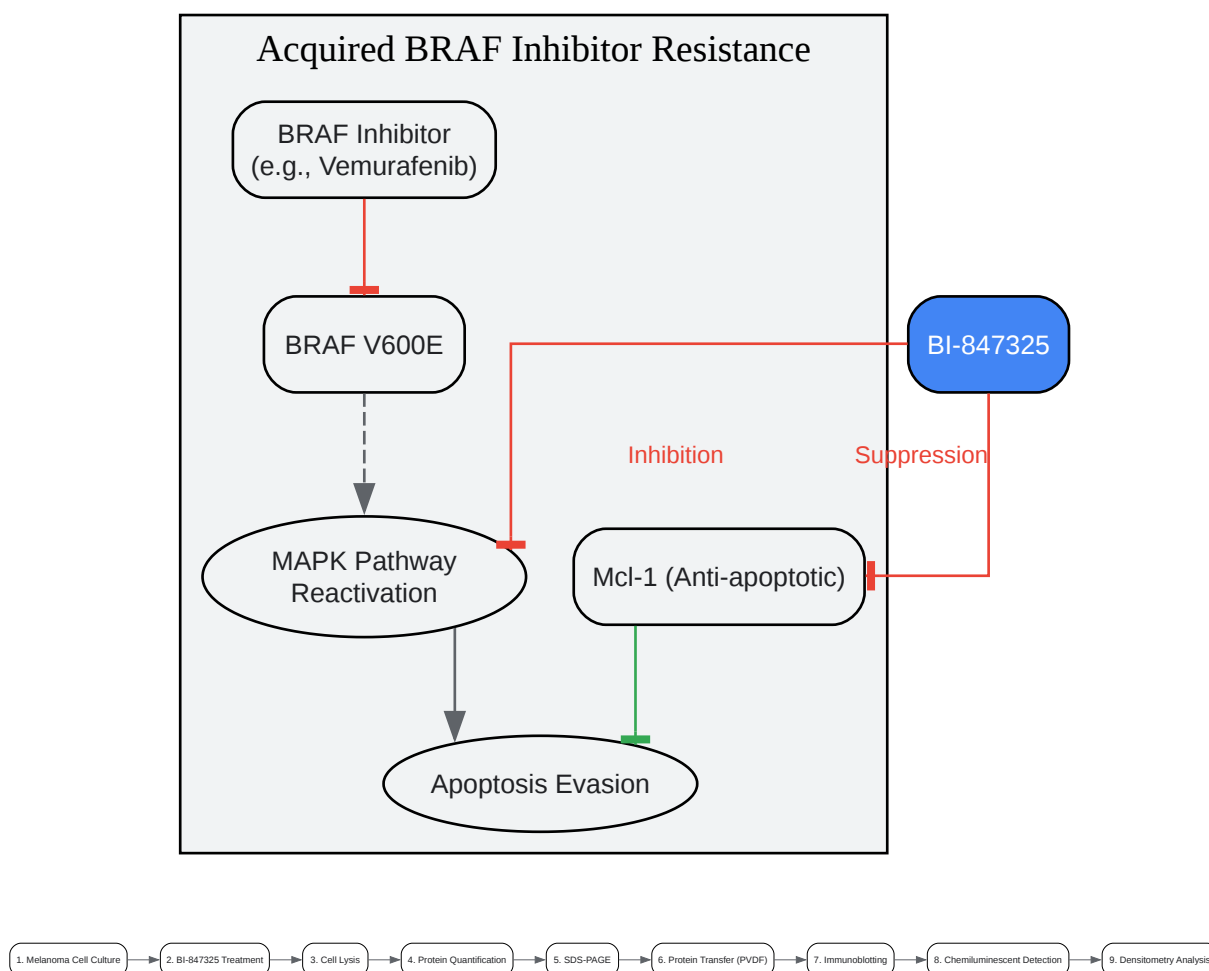 Acquired BRAF Inhibitor Resistance
BRAF Inhibitor
(e.g., Vemurafenib)
BRAF V600E
BI-847325
Inhibition
Suppression
MAPK Pathway
Reactivation
Mcl-1 (Anti-apoptotic)
Apoptosis Evasion
1. Melanoma Cell Culture
2. BI-847325 Treatment
3. Cell Lysis
4. Protein Quantification
5. SDS-PAGE
6. Protein Transfer (PVDF)
7. Immunoblotting
8. Chemiluminescent Detection
9. Densitometry Analysis